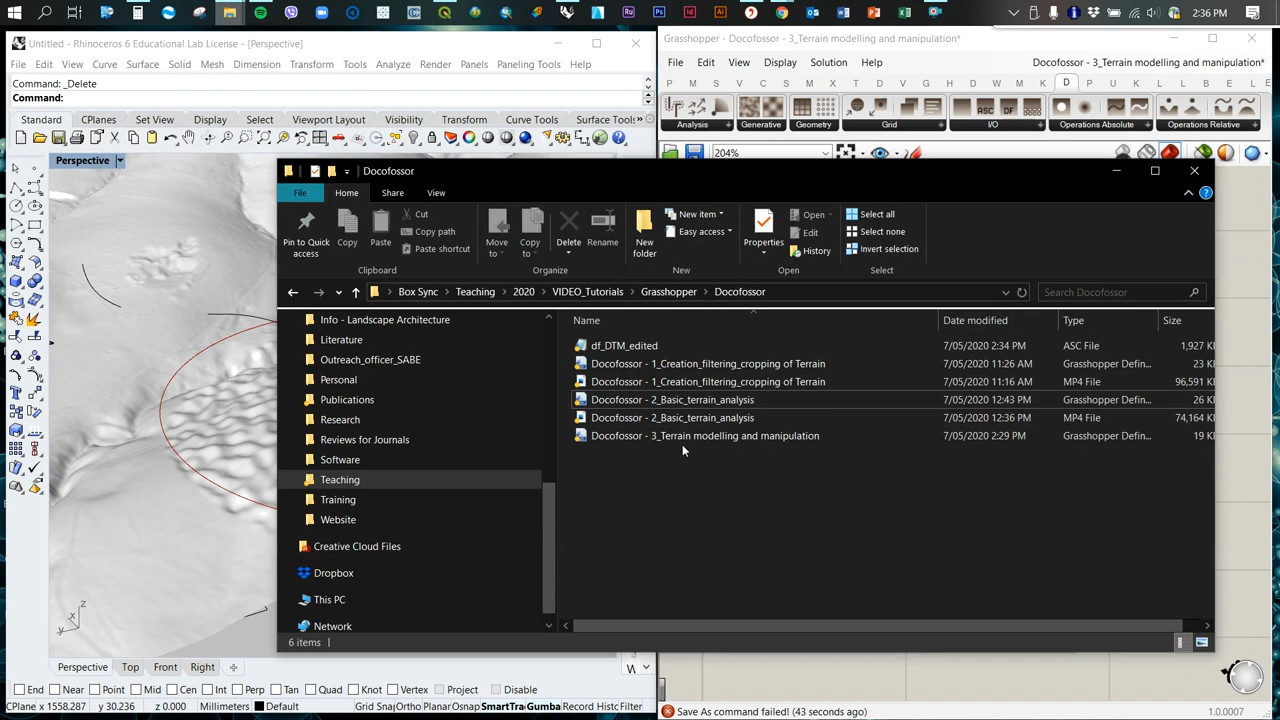 2:36 PM
Untitled - Rhinoceros 6 Educational Lab License - [Perspective]
File Edit View Curve Surface Solid Mesh Dimension Transform Tools Analyze Render Panels Paneling Tools Help
Command: _Delete
Command:
Standard CPlanes Set View Display Select Viewport Layout Visibility Transform Curve Tools Surface Tools
Perspective
Grasshopper - Docofossor - 3_Terrain modelling and manipulation*
File Edit View Display Solution Help Docofossor - 3_Terrain modelling and manipulation*
P M S V C S M I T D X M W R L B S E L D P K A H L E
Analysis Generative Geometry Grid I/O Operations Absolute Operations Relative
204%
Docofossor
File Home Share View
Pin to Quick access
Copy
Paste
Cut
Copy path
Paste shortcut
Move to
Copy to
Delete
Rename
New folder
New item
Easy access
Properties
Open
Edit
History
Select all
Select none
Invert selection
Clipboard Organize New Open Select
Box Sync Teaching 2020 VIDEO_Tutorials Grasshopper Docofossor Search Docofossor
Info - Landscape Architecture
Literature
Outreach_officer_SABE
Personal
Publications
Research
Reviews for Journals
Software
Teaching
Training
Website
Creative Cloud Files
Dropbox
This PC
Network
Name Date modified Type Size
df_DTM_edited 7/05/2020 2:34 PM ASC File 1,927 K
Docofossor - 1_Creation_filtering_cropping of Terrain 7/05/2020 11:26 AM Grasshopper Defin... 23 K
Docofossor - 1_Creation_filtering_cropping of Terrain 7/05/2020 11:16 AM MP4 File 96,591 K
Docofossor - 2_Basic_terrain_analysis 7/05/2020 12:43 PM Grasshopper Defin... 26 K
Docofossor - 2_Basic_terrain_analysis 7/05/2020 12:36 PM MP4 File 74,164 K
Docofossor - 3_Terrain modelling and manipulation 7/05/2020 2:29 PM Grasshopper Defin... 19 K
6 items
z
x
y
Perspective Top Front Right
End Near Point Mid Cen Int Perp Tan Quad Knot Vertex Project Disable
CPlane x 1558.287 y 30.236 z 0.000 Millimeters Default Grid Snap Ortho Planar Osnap SmartTrack Gumball Record History Filter
Save As command failed! (43 seconds ago)
1.0.0007